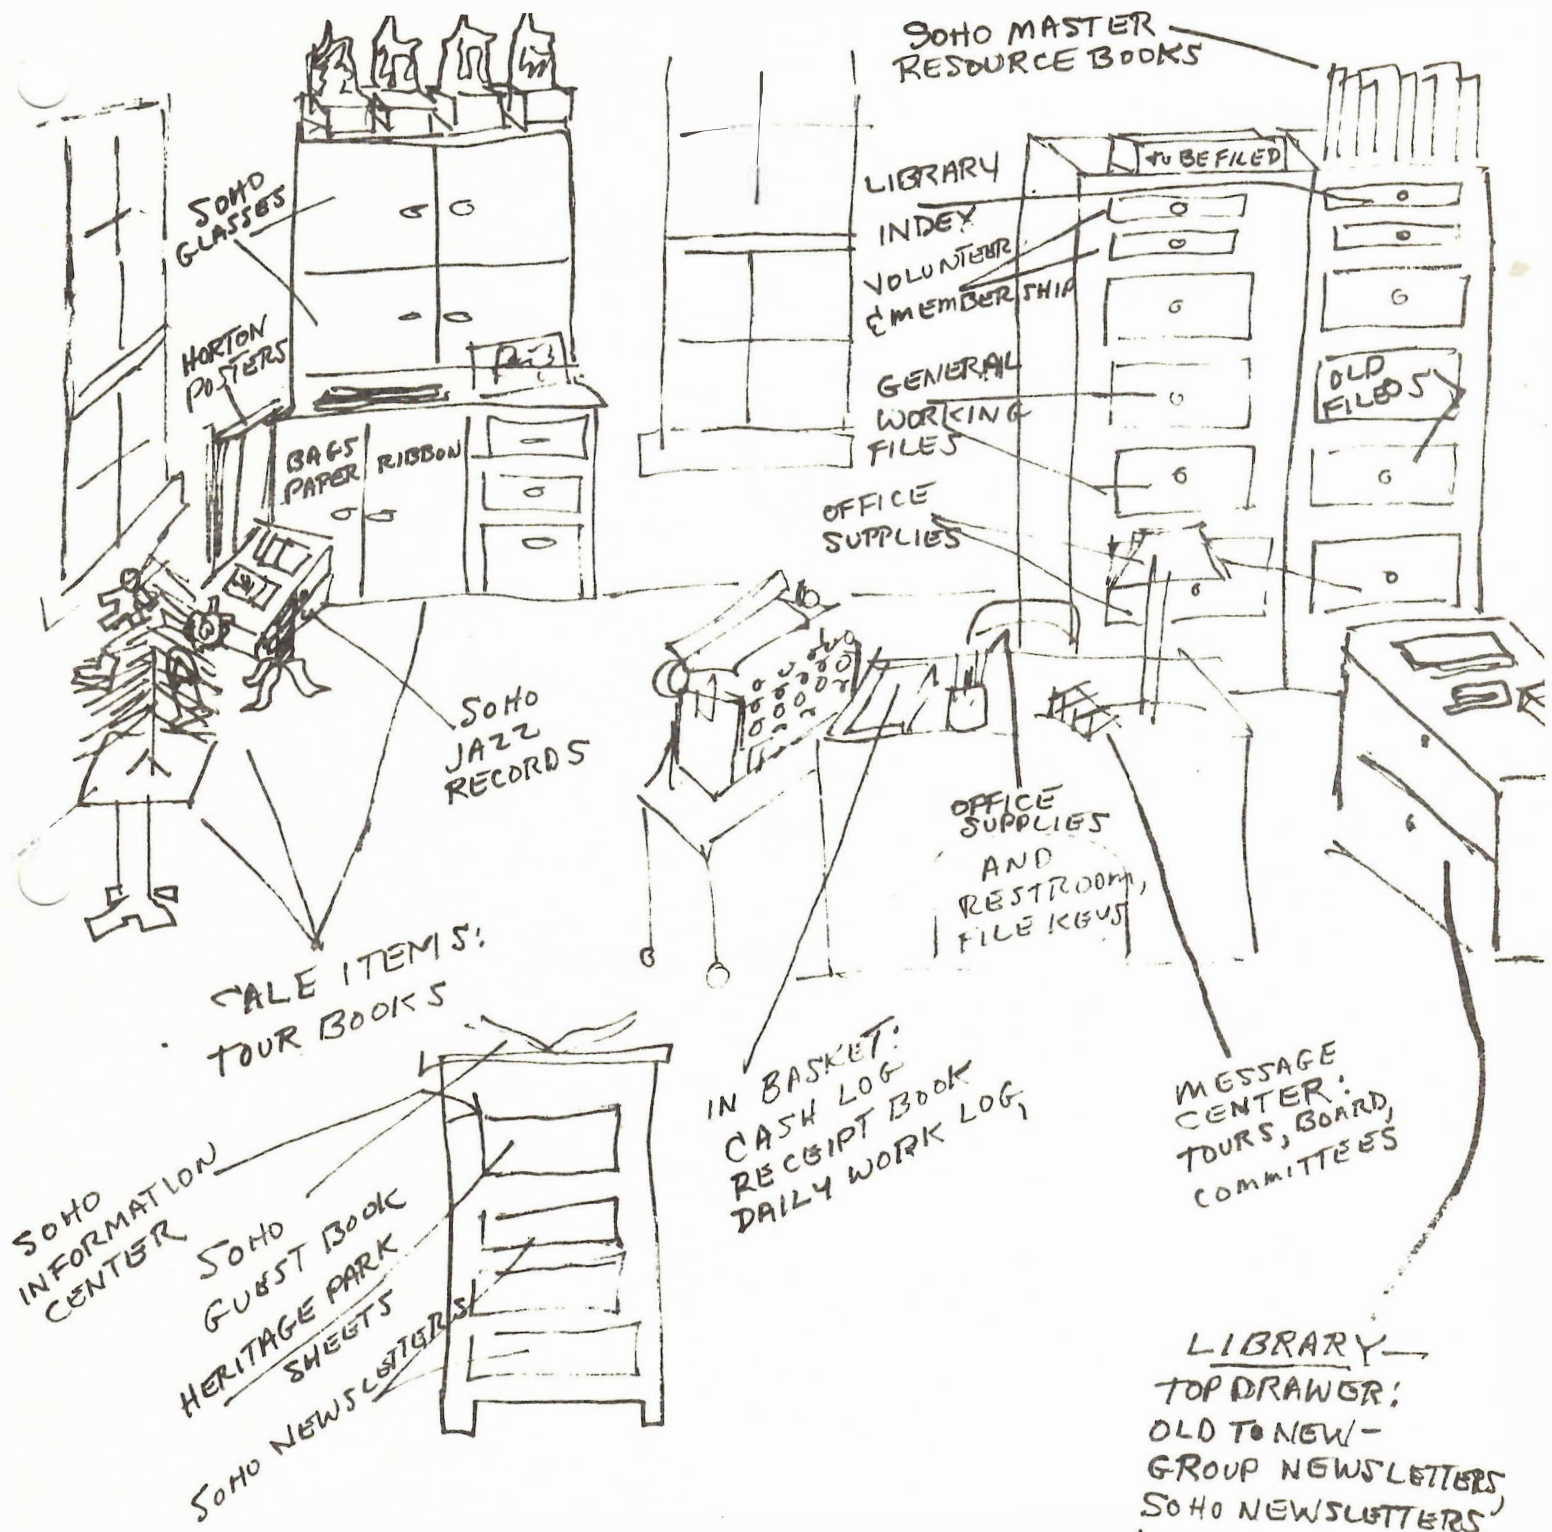 SOHO MASTER
RESOURCE BOOKS
TO BE FILED
LIBRARY
INDEX
VOLUNTEER
& MEMBERSHIP
SOHO
GLASSES
HORTON
POSTERS
BAGS
PAPER
RIBBON
GENERAL
WORKING
FILES
OLD
FILEDS
OFFICE
SUPPLIES
SOHO
JAZZ
RECORDS
OFFICE
SUPPLIES
AND
RESTROOM,
FILE KEYS
SALE ITEMS:
TOUR BOOKS
IN BASKET:
CASH LOG
RECEIPT BOOK
DAILY WORK LOG,
MESSAGE
CENTER:
TOURS, BOARD,
COMMITTEES
SOHO
INFORMATION
CENTER
SOHO
GUEST BOOK
HERITAGE PARK
SHEETS
SOHO NEWSLETTERS
LIBRARY—
TOP DRAWER:
OLD TO NEW-
GROUP NEWSLETTERS,
SOHO NEWSLETTERS